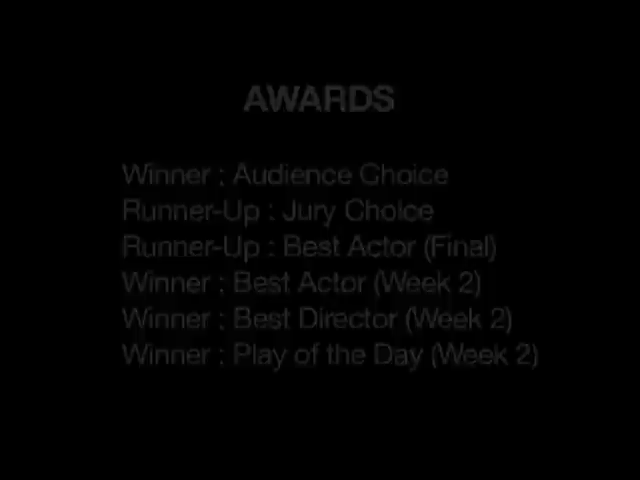 AWARDS
Winner : Audience Choice
Runner-Up : Jury Choice
Runner-Up : Best Actor (Final)
Winner : Best Actor (Week 2)
Winner : Best Director (Week 2)
Winner : Play of the Day (Week 2)